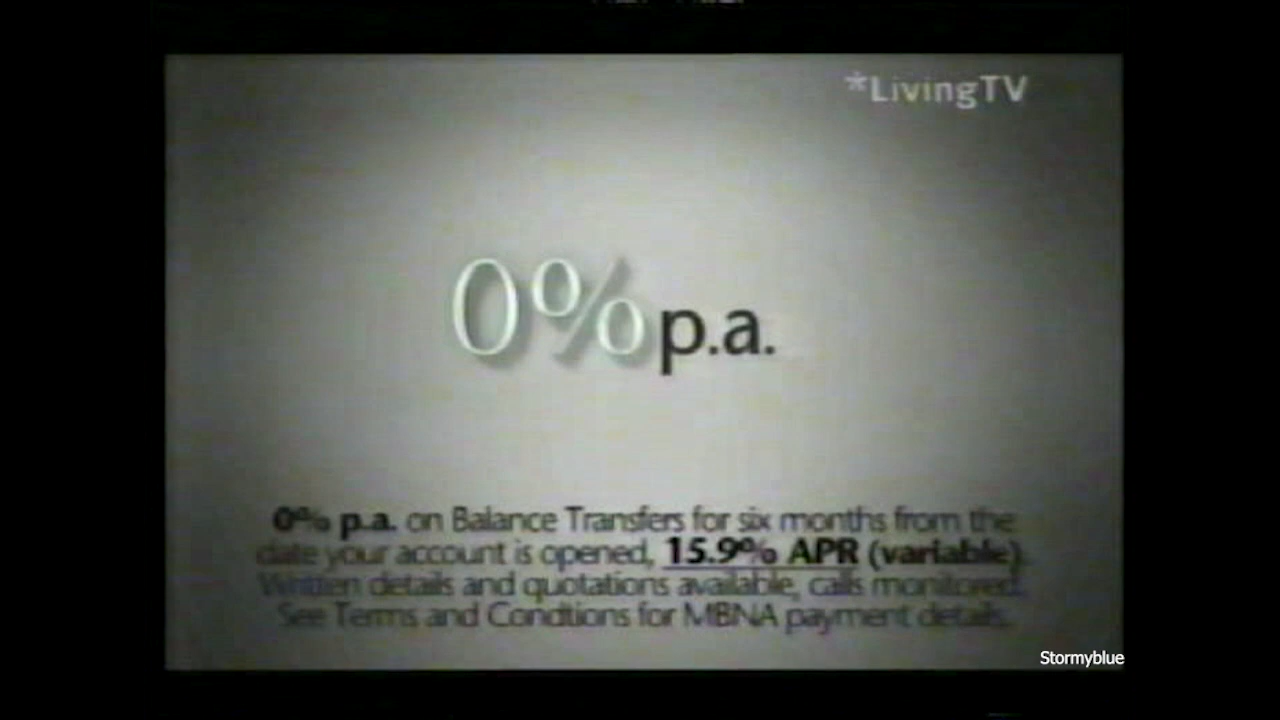 *LivingTV
0% p.a.
0% p.a. on Balance Transfers for six months from the
date your account is opened, 15.9% APR (variable).
Written details and quotations available, calls monitored.
See Terms and Conditions for MBNA payment details.
Stormyblue